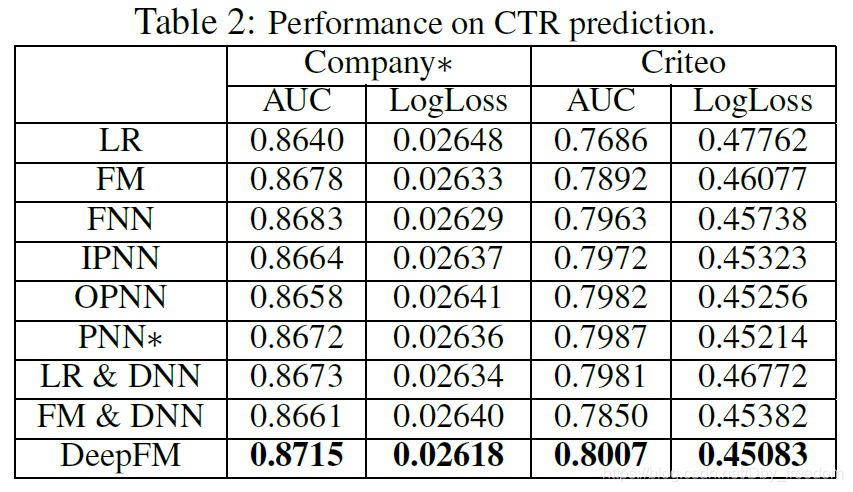 Table 2: Performance on CTR prediction.
Company∗ Criteo
AUC LogLoss AUC LogLoss
LR 0.8640 0.02648 0.7686 0.47762
FM 0.8678 0.02633 0.7892 0.46077
FNN 0.8683 0.02629 0.7963 0.45738
IPNN 0.8664 0.02637 0.7972 0.45323
OPNN 0.8658 0.02641 0.7982 0.45256
PNN∗ 0.8672 0.02636 0.7987 0.45214
LR & DNN 0.8673 0.02634 0.7981 0.46772
FM & DNN 0.8661 0.02640 0.7850 0.45382
DeepFM 0.8715 0.02618 0.8007 0.45083
https://blog.csdn.net/Dby_freedom